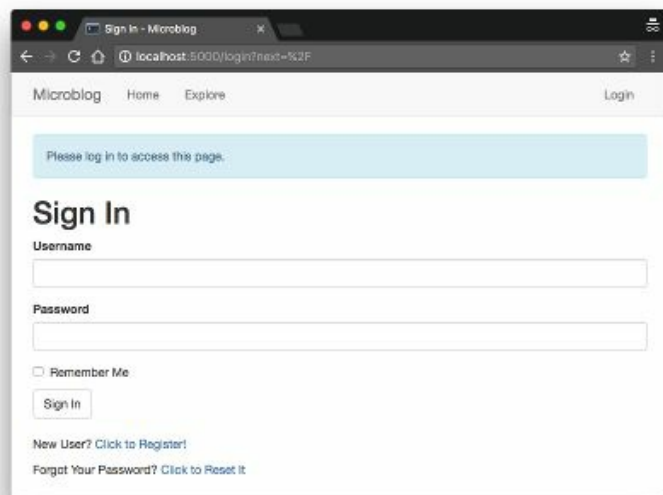 Sign In - Microblog
localhost:5000/login?next=%2F
Microblog Home Explore Login
Please log in to access this page.
Sign In
Username
Password
Remember Me
Sign In
New User? Click to Register!
Forgot Your Password? Click to Reset It